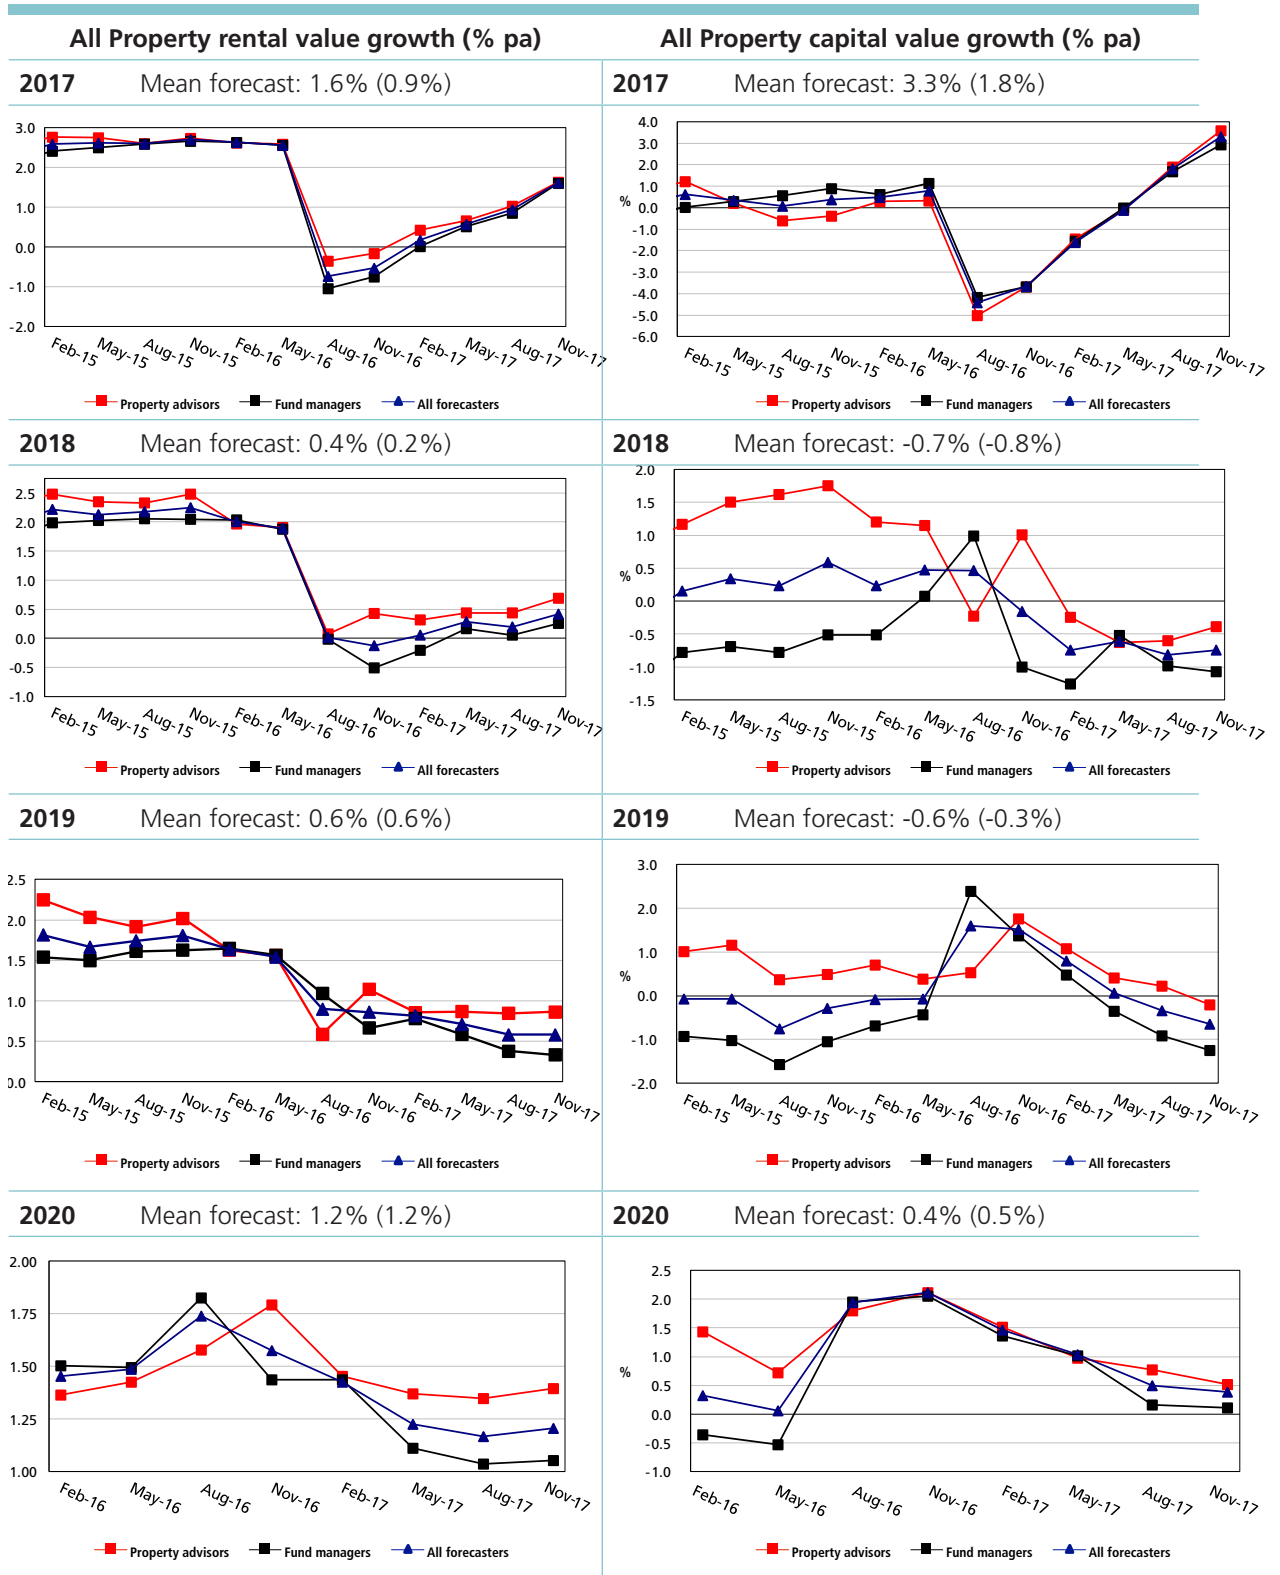 All Property rental value growth (% pa)
All Property capital value growth (% pa)
2017 Mean forecast: 1.6% (0.9%)
3.0
2.0
1.0
0.0
-1.0
-2.0
Feb-15 May-15 Aug-15 Nov-15 Feb-16 May-16 Aug-16 Nov-16 Feb-17 May-17 Aug-17 Nov-17
Property advisors Fund managers All forecasters
2017 Mean forecast: 3.3% (1.8%)
4.0
3.0
2.0
1.0
%
0.0
-1.0
-2.0
-3.0
-4.0
-5.0
-6.0
Feb-15 May-15 Aug-15 Nov-15 Feb-16 May-16 Aug-16 Nov-16 Feb-17 May-17 Aug-17 Nov-17
Property advisors Fund managers All forecasters
2018 Mean forecast: 0.4% (0.2%)
2.5
2.0
1.5
1.0
0.5
0.0
-0.5
-1.0
Feb-15 May-15 Aug-15 Nov-15 Feb-16 May-16 Aug-16 Nov-16 Feb-17 May-17 Aug-17 Nov-17
Property advisors Fund managers All forecasters
2018 Mean forecast: -0.7% (-0.8%)
2.0
1.5
1.0
0.5
%
0.0
-0.5
-1.0
-1.5
Feb-15 May-15 Aug-15 Nov-15 Feb-16 May-16 Aug-16 Nov-16 Feb-17 May-17 Aug-17 Nov-17
Property advisors Fund managers All forecasters
2019 Mean forecast: 0.6% (0.6%)
2.5
2.0
1.5
1.0
0.5
0.0
Feb-15 May-15 Aug-15 Nov-15 Feb-16 May-16 Aug-16 Nov-16 Feb-17 May-17 Aug-17 Nov-17
Property advisors Fund managers All forecasters
2019 Mean forecast: -0.6% (-0.3%)
3.0
2.0
1.0
%
0.0
-1.0
-2.0
Feb-15 May-15 Aug-15 Nov-15 Feb-16 May-16 Aug-16 Nov-16 Feb-17 May-17 Aug-17 Nov-17
Property advisors Fund managers All forecasters
2020 Mean forecast: 1.2% (1.2%)
2.00
1.75
1.50
1.25
1.00
Feb-16 May-16 Aug-16 Nov-16 Feb-17 May-17 Aug-17 Nov-17
Property advisors Fund managers All forecasters
2020 Mean forecast: 0.4% (0.5%)
2.5
2.0
1.5
1.0
%
0.5
0.0
-0.5
-1.0
Feb-16 May-16 Aug-16 Nov-16 Feb-17 May-17 Aug-17 Nov-17
Property advisors Fund managers All forecasters